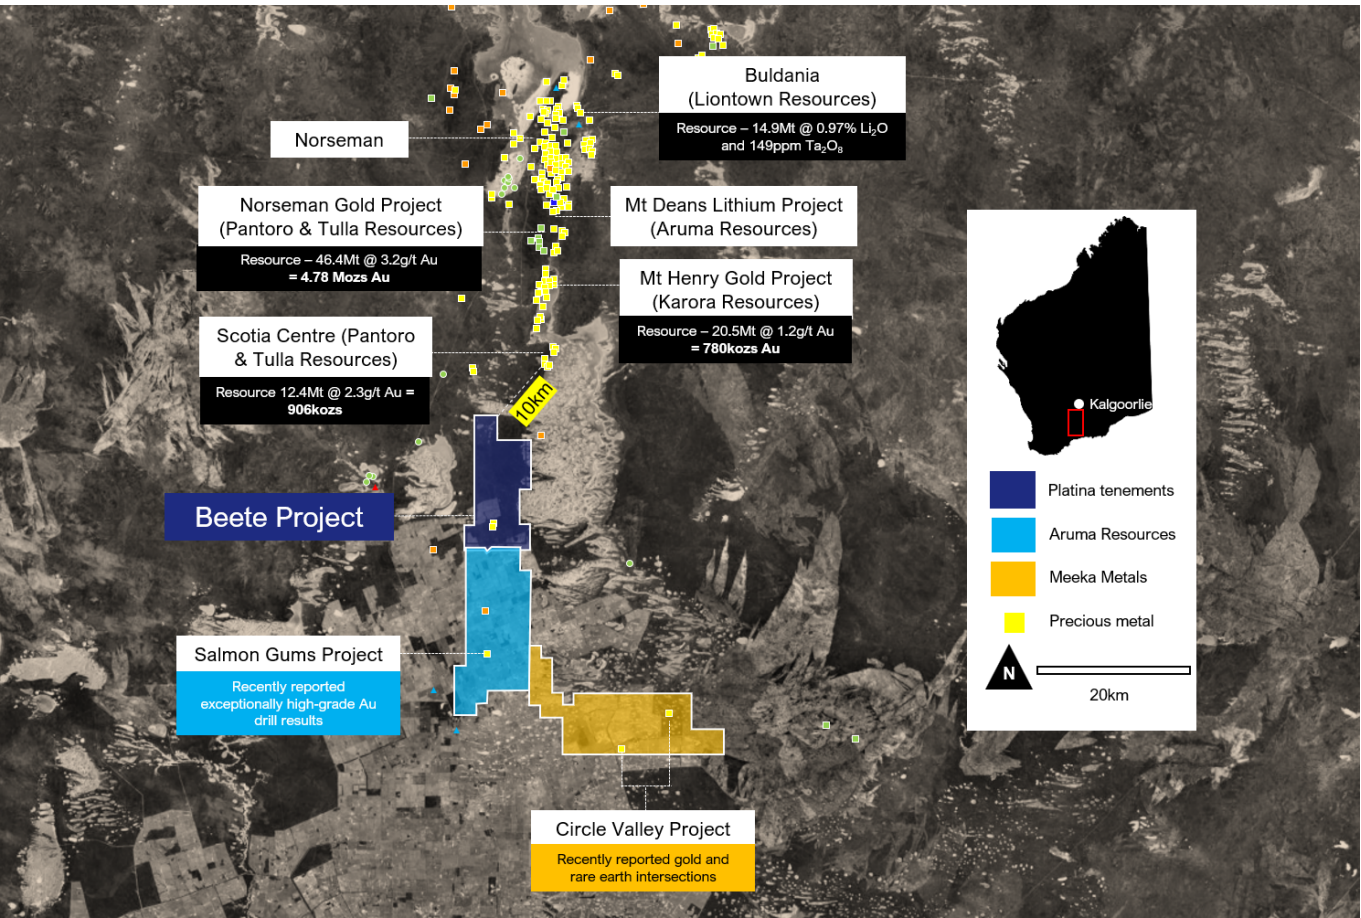 Buldania
(Liontown Resources)
Resource – 14.9Mt @ 0.97% Li₂O
and 149ppm Ta₂O₈
Norseman
Norseman Gold Project
(Pantoro & Tulla Resources)
Resource – 46.4Mt @ 3.2g/t Au
= 4.78 Mozs Au
Mt Deans Lithium Project
(Aruma Resources)
Mt Henry Gold Project
(Karora Resources)
Resource – 20.5Mt @ 1.2g/t Au
= 780kozs Au
Scotia Centre (Pantoro
& Tulla Resources)
Resource 12.4Mt @ 2.3g/t Au =
906kozs
10km
Beete Project
Salmon Gums Project
Recently reported
exceptionally high-grade Au
drill results
Circle Valley Project
Recently reported gold and
rare earth intersections
Kalgoorlie
Platina tenements
Aruma Resources
Meeka Metals
Precious metal
N
20km